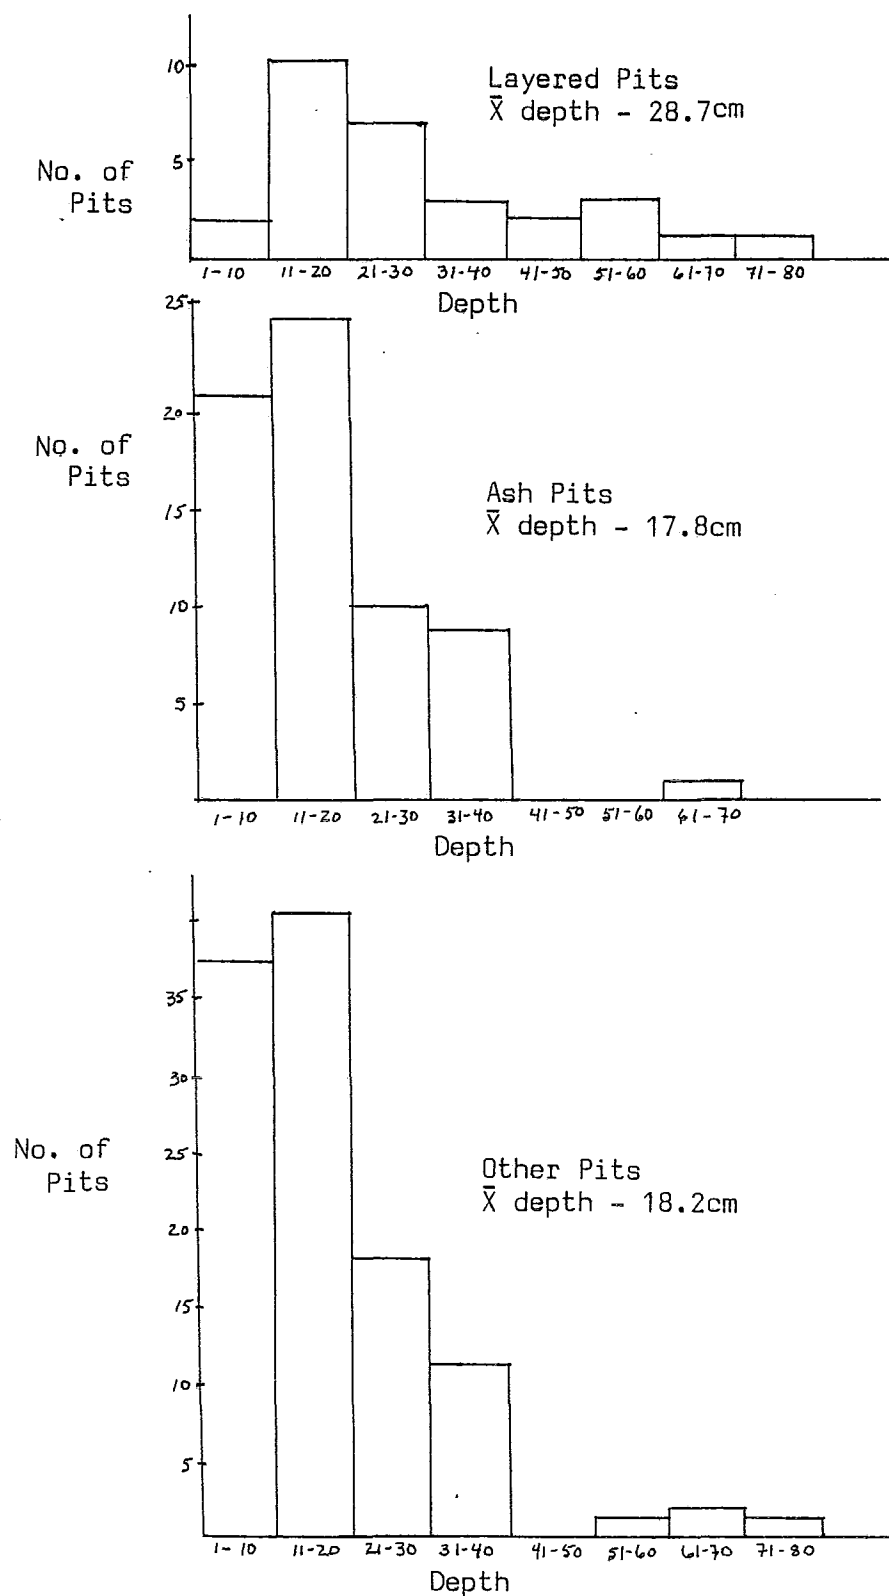 Layered Pits
X̄ depth - 28.7cm
No. of
Pits
10
5
1-10 11-20 21-30 31-40 41-50 51-60 61-70 71-80
Depth
25
20
15
10
5
No. of
Pits
Ash Pits
X̄ depth - 17.8cm
1-10 11-20 21-30 31-40 41-50 51-60 61-70
Depth
35
30
25
20
15
10
5
No. of
Pits
Other Pits
X̄ depth - 18.2cm
1-10 11-20 21-30 31-40 41-50 51-60 61-70 71-80
Depth